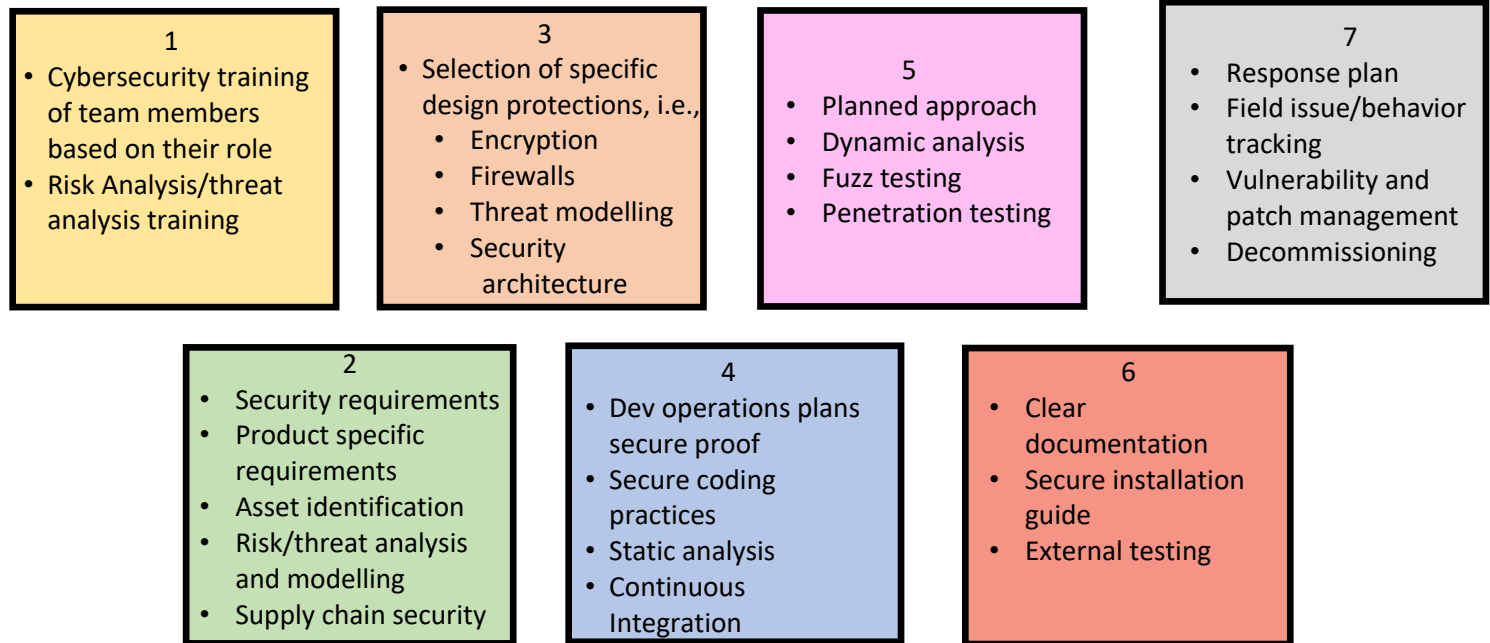 1
• Cybersecurity training
of team members
based on their role
• Risk Analysis/threat
analysis training
3
• Selection of specific
design protections, i.e.,
• Encryption
• Firewalls
• Threat modelling
• Security
architecture
5
• Planned approach
• Dynamic analysis
• Fuzz testing
• Penetration testing
7
• Response plan
• Field issue/behavior
tracking
• Vulnerability and
patch management
• Decommissioning
2
• Security requirements
• Product specific
requirements
• Asset identification
• Risk/threat analysis
and modelling
• Supply chain security
4
• Dev operations plans
secure proof
• Secure coding
practices
• Static analysis
• Continuous
Integration
6
• Clear
documentation
• Secure installation
guide
• External testing